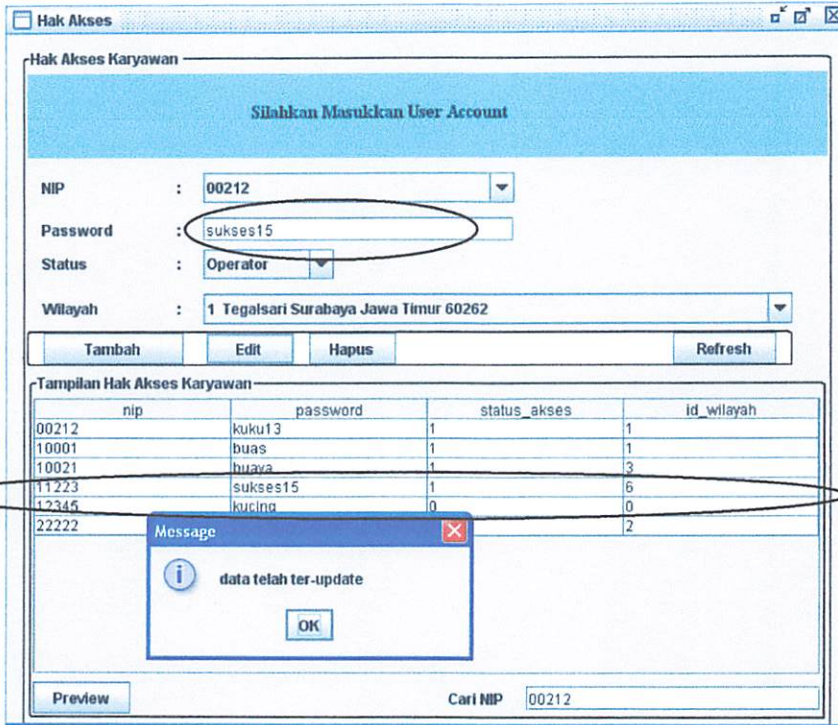 Hak Akses
Hak Akses Karyawan
Silahkan Masukkan User Account
NIP : 00212
Password : sukses15
Status : Operator
Wilayah : 1 Tegalsari Surabaya Jawa Timur 60262
Tambah Edit Hapus Refresh
Tampilan Hak Akses Karyawan
nip password status_akses id_wilayah
00212 kuku13 1 1
10001 buas 1 1
10021 buaya 1 3
11223 sukses15 1 6
12345 kucing 0 0
22222 2
Message
data telah ter-update
OK
Preview Cari NIP 00212